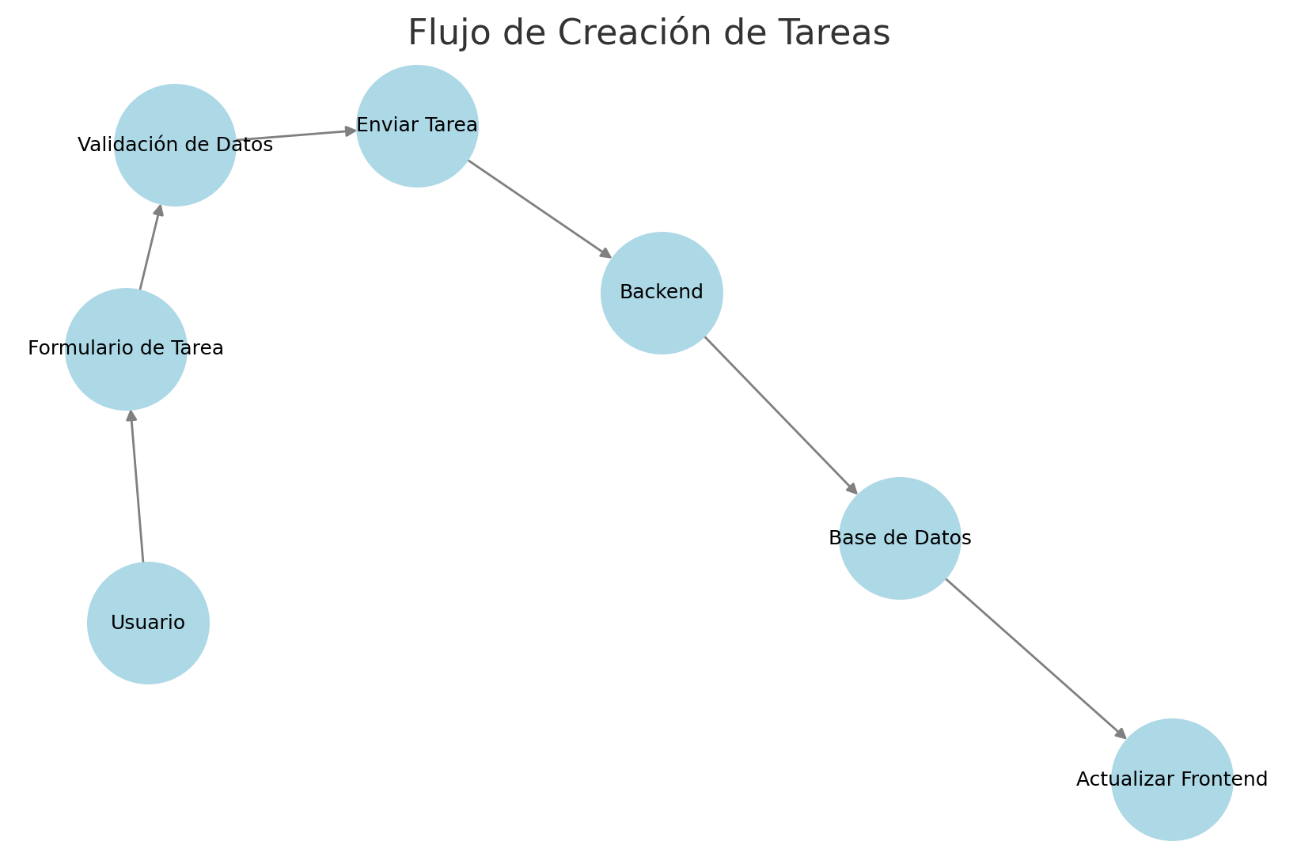 Flujo de Creación de Tareas
Enviar Tarea
Validación de Datos
Backend
Formulario de Tarea
Base de Datos
Usuario
Actualizar Frontend